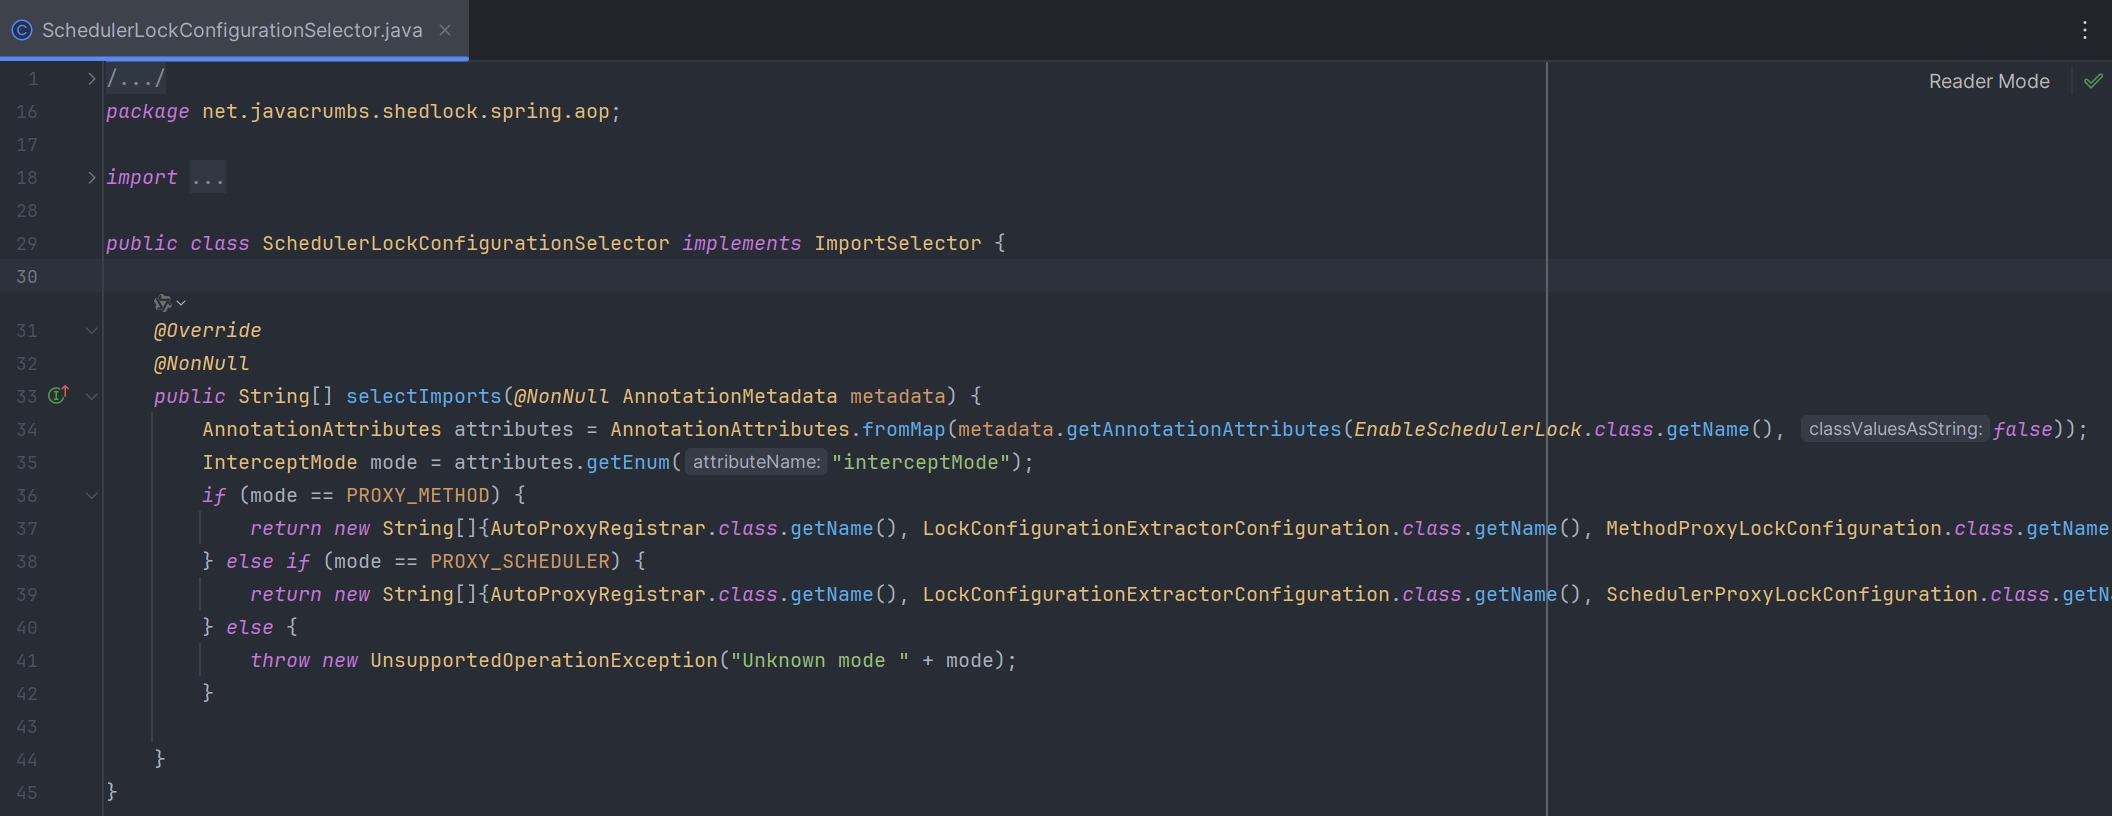 SchedulerLockConfigurationSelector.java
Reader Mode
1 /.../
16 package net.javacrumbs.shedlock.spring.aop;
17
18 import ...
28
29 public class SchedulerLockConfigurationSelector implements ImportSelector {
30
31 @Override
32 @NonNull
33 public String[] selectImports(@NonNull AnnotationMetadata metadata) {
34 AnnotationAttributes attributes = AnnotationAttributes.fromMap(metadata.getAnnotationAttributes(EnableSchedulerLock.class.getName(), classValuesAsString: false));
35 InterceptMode mode = attributes.getEnum( attributeName: "interceptMode");
36 if (mode == PROXY_METHOD) {
37 return new String[]{AutoProxyRegistrar.class.getName(), LockConfigurationExtractorConfiguration.class.getName(), MethodProxyLockConfiguration.class.getName
38 } else if (mode == PROXY_SCHEDULER) {
39 return new String[]{AutoProxyRegistrar.class.getName(), LockConfigurationExtractorConfiguration.class.getName(), SchedulerProxyLockConfiguration.class.getN
40 } else {
41 throw new UnsupportedOperationException("Unknown mode " + mode);
42 }
43
44 }
45 }